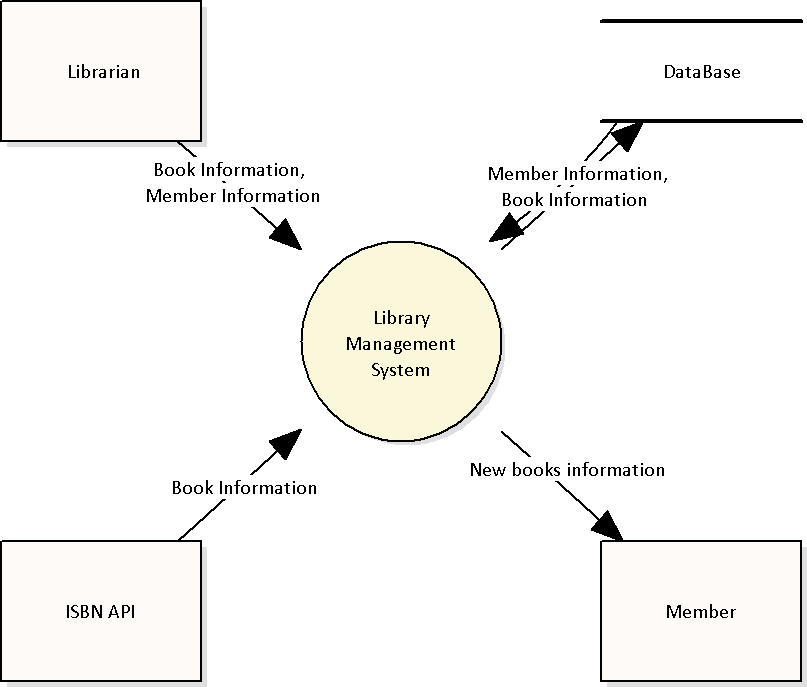 Librarian
DataBase
Book Information,
Member Information
Member Information,
Book Information
Library
Management
System
New books information
Book Information
ISBN API
Member